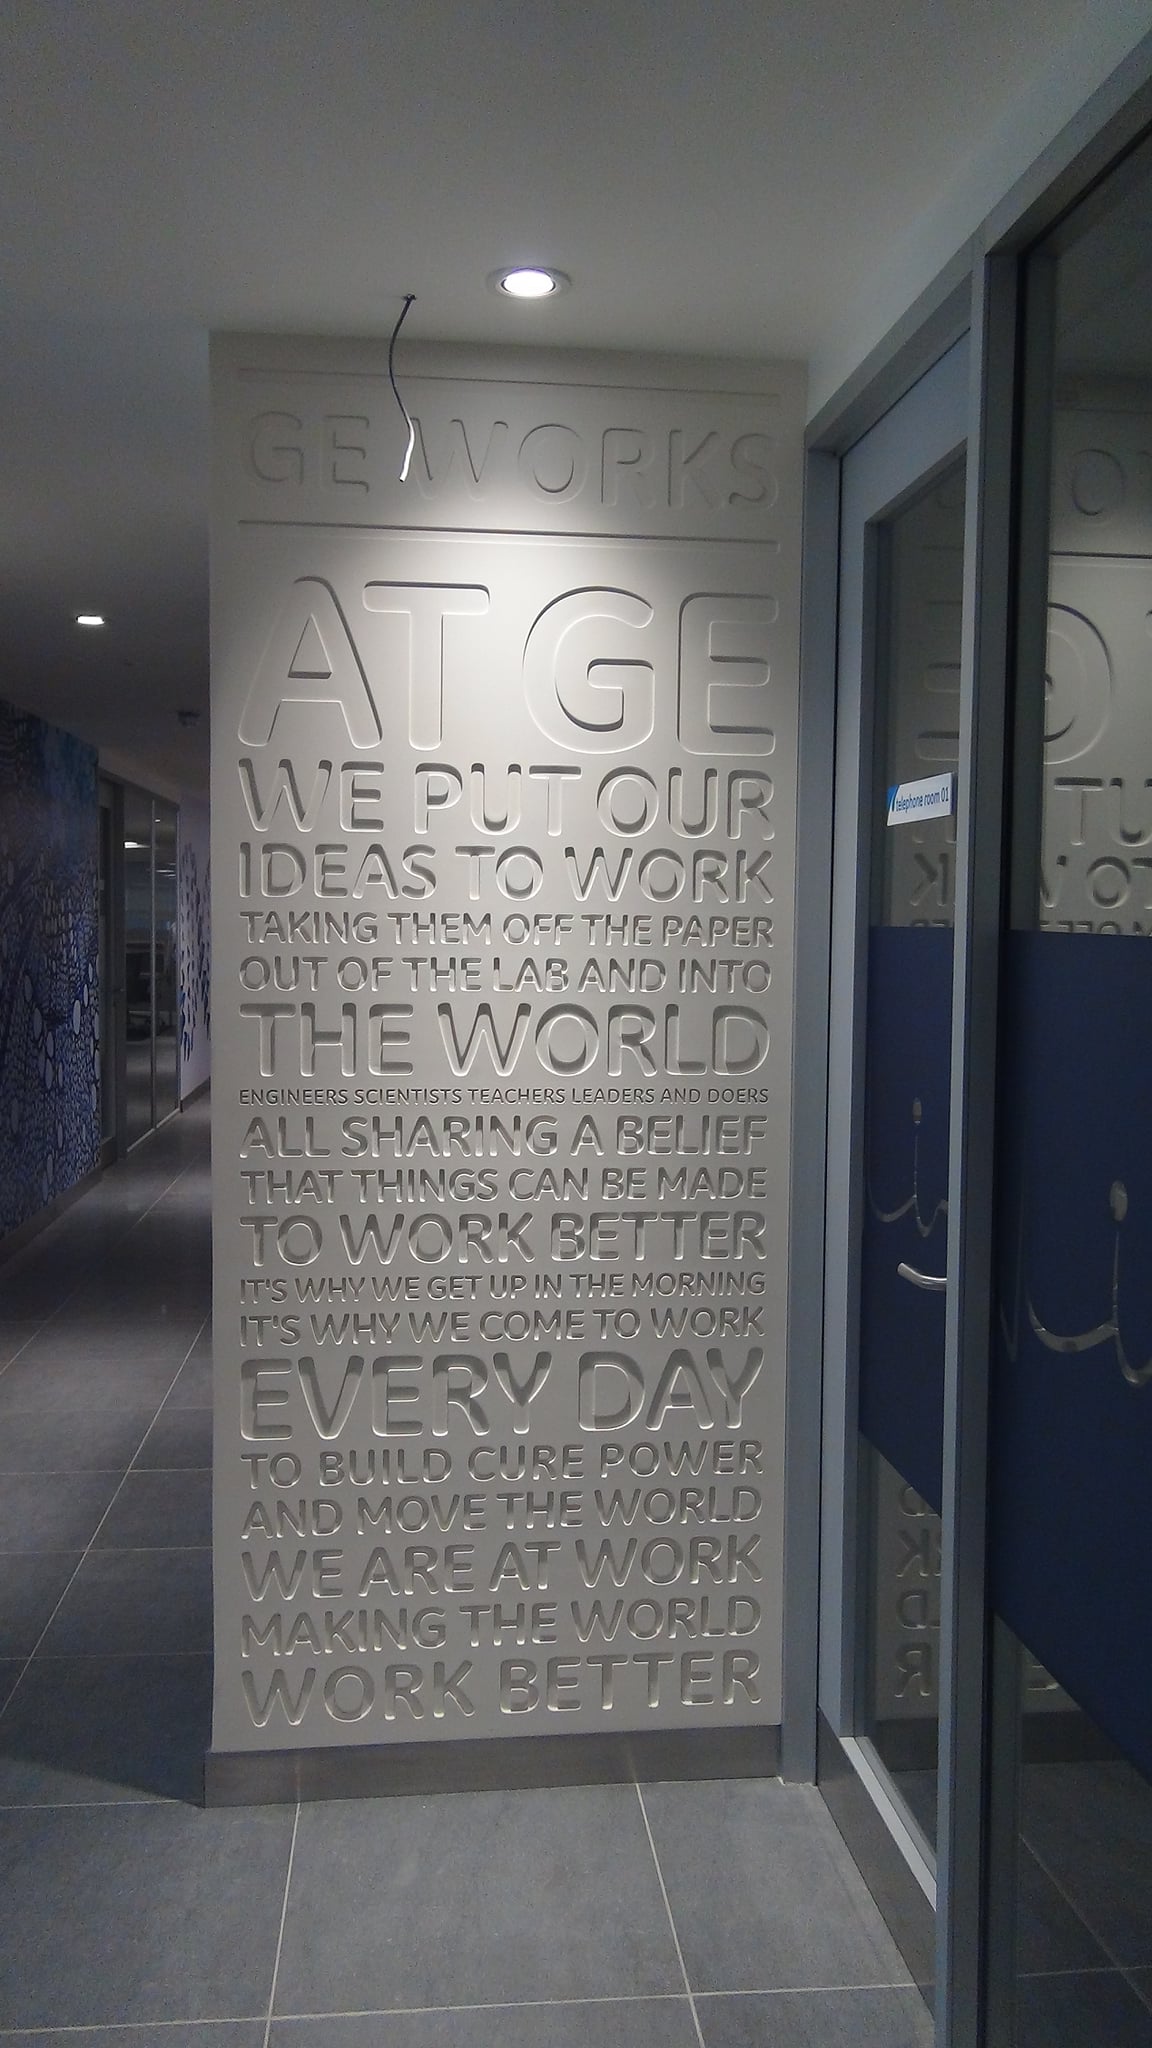 GE WORKS
AT GE
WE PUT OUR
IDEAS TO WORK
TAKING THEM OFF THE PAPER
OUT OF THE LAB AND INTO
THE WORLD
ENGINEERS SCIENTISTS TEACHERS LEADERS AND DOERS
ALL SHARING A BELIEF
THAT THINGS CAN BE MADE
TO WORK BETTER
IT'S WHY WE GET UP IN THE MORNING
IT'S WHY WE COME TO WORK
EVERY DAY
TO BUILD CURE POWER
AND MOVE THE WORLD
WE ARE AT WORK
MAKING THE WORLD
WORK BETTER
telephone room 01